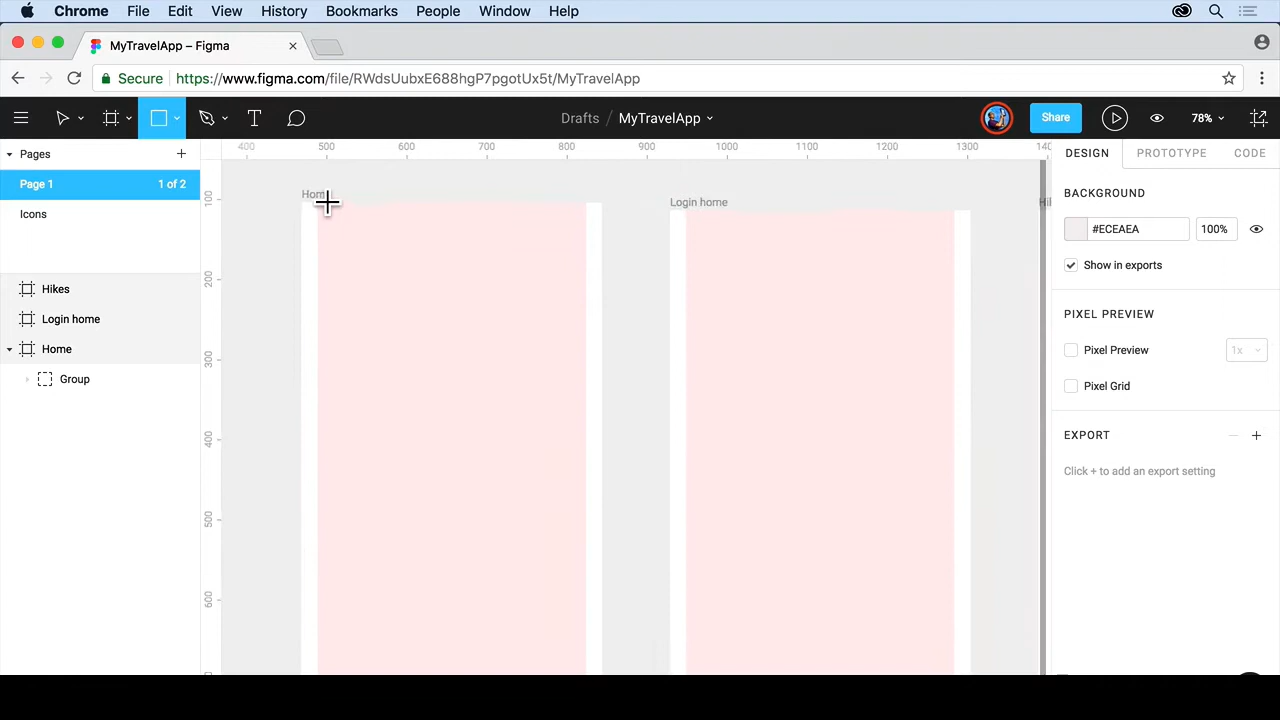 Chrome File Edit View History Bookmarks People Window Help
MyTravelApp – Figma
Secure https://www.figma.com/file/RWdsUubxE688hgP7pgotUx5t/MyTravelApp
Drafts / MyTravelApp
Share
78%
Pages
Page 1 1 of 2
Icons
Hikes
Login home
Home
Group
400 500 600 700 800 900 1000 1100 1200 1300
100
200
300
400
500
600
Login home
DESIGN PROTOTYPE CODE
BACKGROUND
#ECEAEA 100%
Show in exports
PIXEL PREVIEW
Pixel Preview 1x
Pixel Grid
EXPORT
Click + to add an export setting